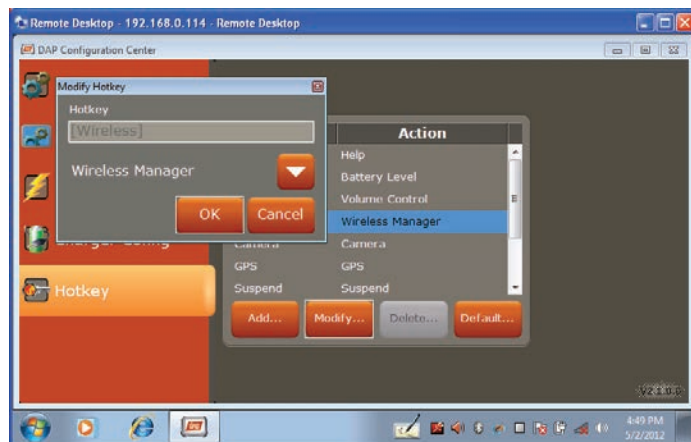 Remote Desktop - 192.168.0.114 - Remote Desktop
DAP Configuration Center
Modify Hotkey
Hotkey
[Wireless]
Wireless Manager
OK
Cancel
Action
Help
Battery Level
Volume Control
Wireless Manager
Camera
Camera
GPS
GPS
Suspend
Suspend
Hotkey
Add...
Modify...
Delete...
Default...
4:49 PM
5/2/2012